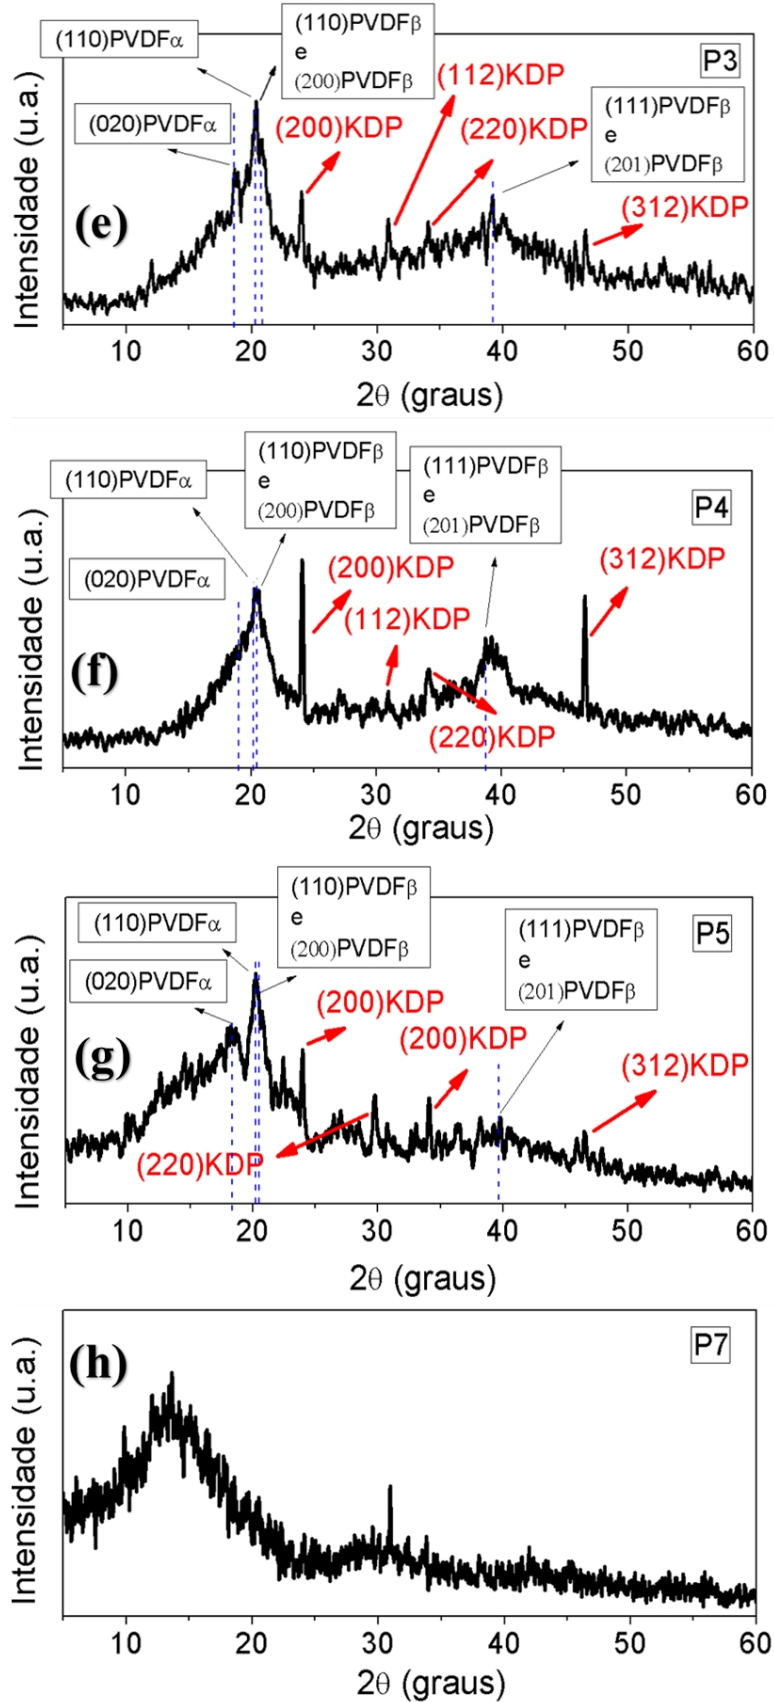 (110)PVDFα
(110)PVDFβ
e
(200)PVDFβ
P3
(020)PVDFα
(200)KDP
(112)KDP
(220)KDP
(111)PVDFβ
e
(201)PVDFβ
(312)KDP
(e)
Intensidade (u.a.)
10 20 30 40 50 60
2θ (graus)
(110)PVDFα
(110)PVDFβ
e
(200)PVDFβ
(111)PVDFβ
e
(201)PVDFβ
P4
(020)PVDFα
(200)KDP
(112)KDP
(312)KDP
(220)KDP
(f)
Intensidade (u.a.)
10 20 30 40 50 60
2θ (graus)
(110)PVDFα
(110)PVDFβ
e
(200)PVDFβ
(111)PVDFβ
e
(201)PVDFβ
P5
(020)PVDFα
(200)KDP
(200)KDP
(312)KDP
(220)KDP
(g)
Intensidade (u.a.)
10 20 30 40 50 60
2θ (graus)
(h)
P7
Intensidade (u.a.)
10 20 30 40 50 60
2θ (graus)